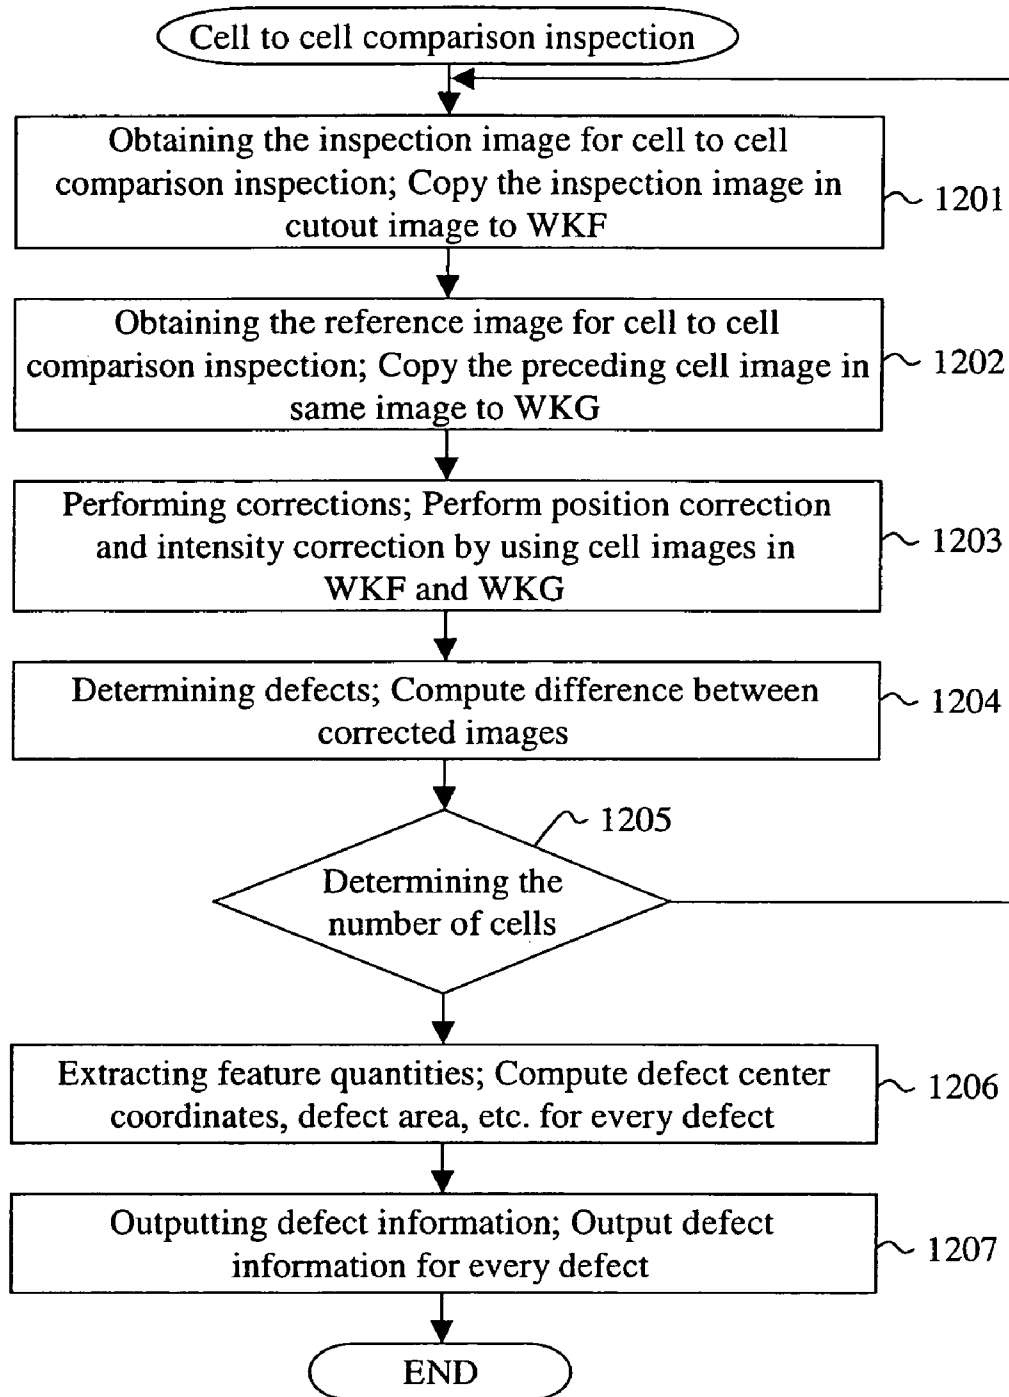 Cell to cell comparison inspection
Obtaining the inspection image for cell to cell
comparison inspection; Copy the inspection image in
cutout image to WKF
1201
Obtaining the reference image for cell to cell
comparison inspection; Copy the preceding cell image in
same image to WKG
1202
Performing corrections; Perform position correction
and intensity correction by using cell images in
WKF and WKG
1203
Determining defects; Compute difference between
corrected images
1204
1205
Determining the
number of cells
Extracting feature quantities; Compute defect center
coordinates, defect area, etc. for every defect
1206
Outputting defect information; Output defect
information for every defect
1207
END